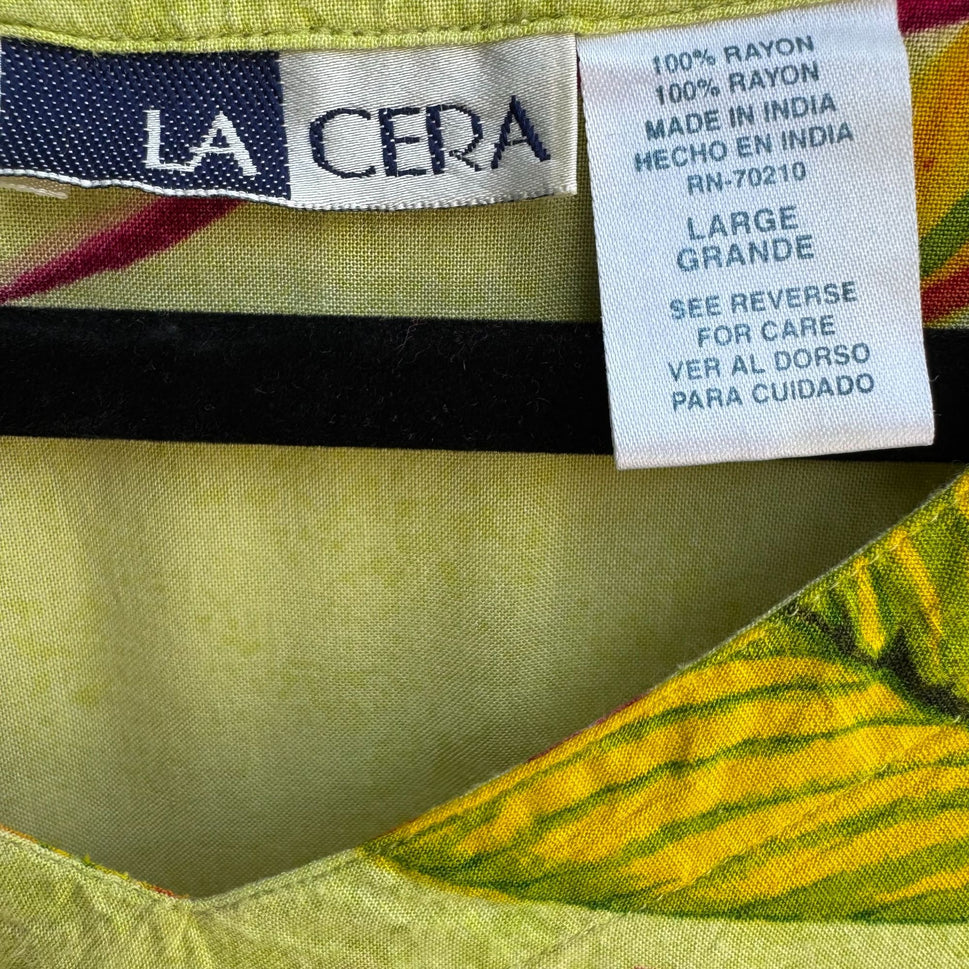 LA CERA
100% RAYON
100% RAYON
MADE IN INDIA
HECHO EN INDIA
RN-70210
LARGE
GRANDE
SEE REVERSE
FOR CARE
VER AL DORSO
PARA CUIDADO